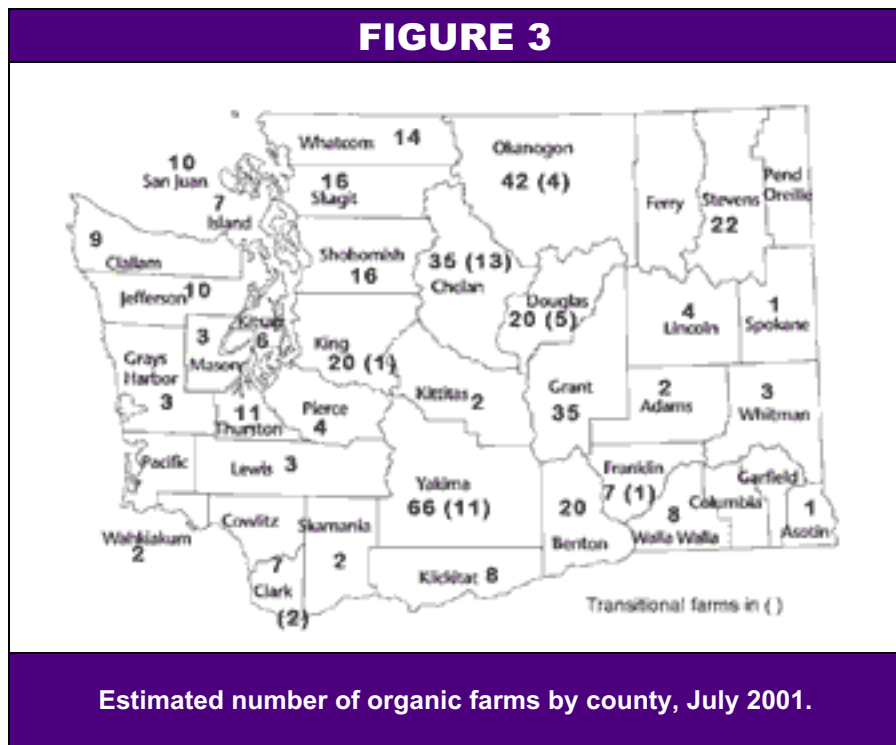 FIGURE 3
Whatcom 14
Okanogon
42 (4)
10
San Juan
16
Skagit
7
Island
Ferry
Stevens
22
Pend
Oreille
9
Clallam
Shohomish
16
35 (13)
Chelan
Jefferson 10
Douglas
20 (5)
4
Lincoln
1
Spokane
Kitsap
6
3
Mason
King
20 (1)
Grays
Harbor
3
Kittitas 2
Grant
35
2
Adams
3
Whitman
11
Thurston
Pierce
4
Pacific
Lewis 3
Yakima
66 (11)
Franklin
7 (1)
Garfield
Columbia
20
Benton
8
Walla Walla
1
Asotin
Wahkiakum
2
Cowlitz
Skamania
2
7
Clark
(2)
Klickitat 8
Transitional farms in ( )
Estimated number of organic farms by county, July 2001.